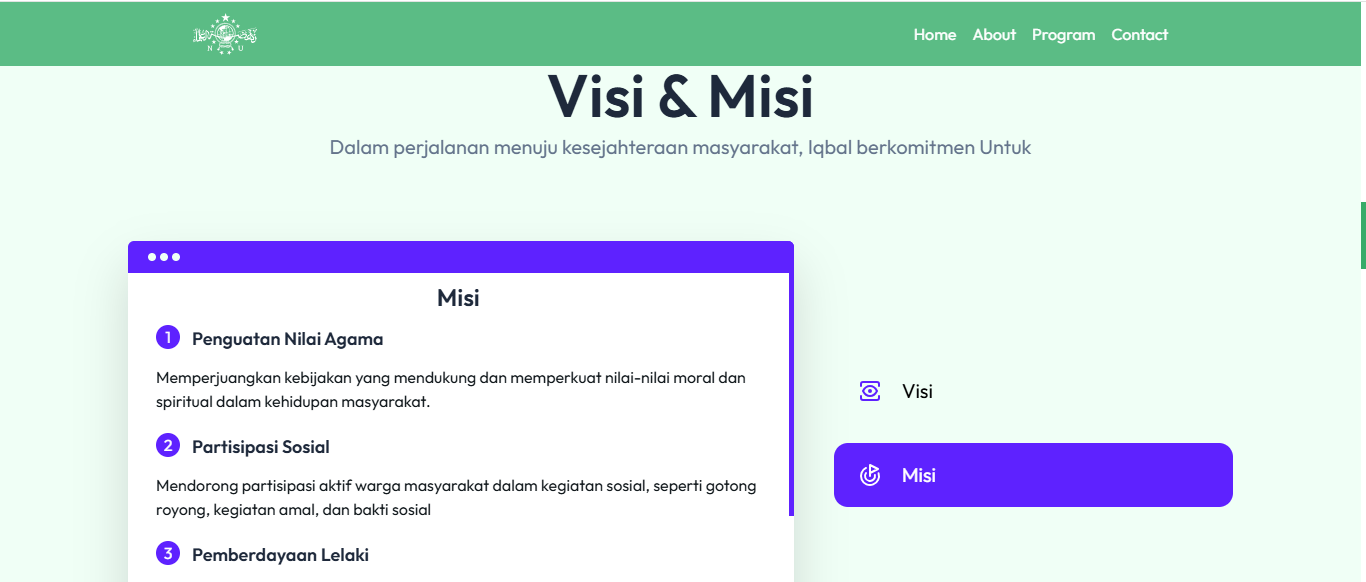 N U
Home About Program Contact
Visi & Misi
Dalam perjalanan menuju kesejahteraan masyarakat, Iqbal berkomitmen Untuk
Misi
1 Penguatan Nilai Agama
Memperjuangkan kebijakan yang mendukung dan memperkuat nilai-nilai moral dan
spiritual dalam kehidupan masyarakat.
2 Partisipasi Sosial
Mendorong partisipasi aktif warga masyarakat dalam kegiatan sosial, seperti gotong
royong, kegiatan amal, dan bakti sosial
3 Pemberdayaan Lelaki
Visi
Misi